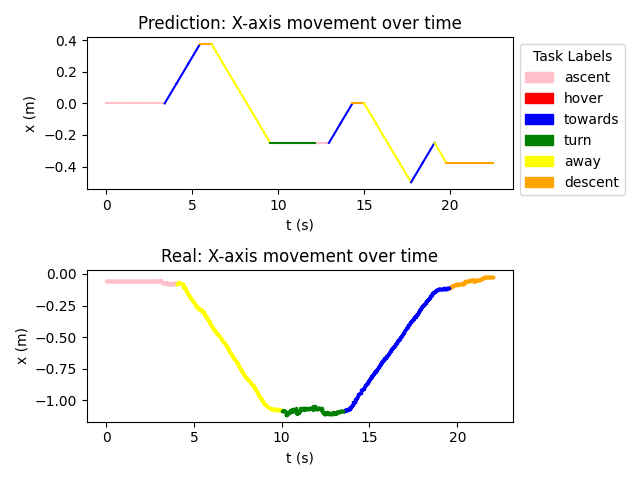 Prediction: X-axis movement over time
0.4
0.2
0.0
−0.2
−0.4
x (m)
0 5 10 15 20
t (s)
Task Labels
ascent
hover
towards
turn
away
descent
Real: X-axis movement over time
0.00
−0.25
−0.50
−0.75
−1.00
x (m)
0 5 10 15 20
t (s)